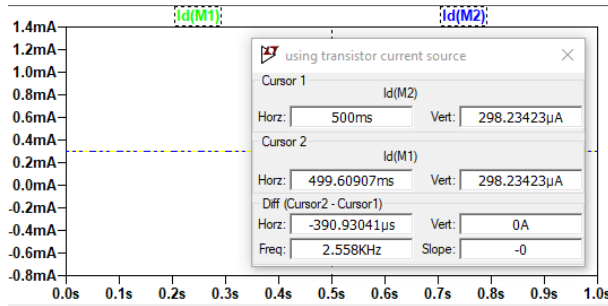 Id(M1) Id(M2)
1.4mA
1.2mA
1.0mA
0.8mA
0.6mA
0.4mA
0.2mA
0.0mA
-0.2mA
-0.4mA
-0.6mA
-0.8mA
using transistor current source
Cursor 1
Id(M2)
Horz: 500ms Vert: 298.23423µA
Cursor 2
Id(M1)
Horz: 499.60907ms Vert: 298.23423µA
Diff (Cursor2 - Cursor1)
Horz: -390.93041µs Vert: 0A
Freq: 2.558KHz Slope: -0
0.0s 0.1s 0.2s 0.3s 0.4s 0.5s 0.6s 0.7s 0.8s 0.9s 1.0s